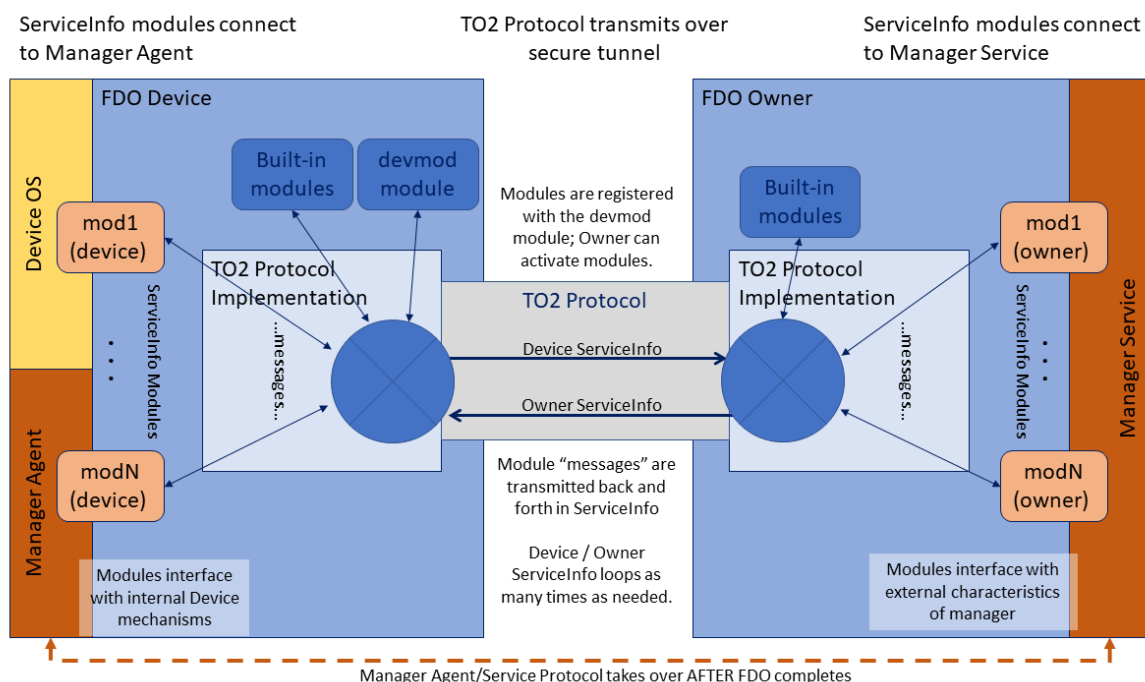 ServiceInfo modules connect
to Manager Agent
TO2 Protocol transmits over
secure tunnel
ServiceInfo modules connect
to Manager Service
Device OS
Manager Agent
FDO Device
Built-in
modules
devmod
module
mod1
(device)
TO2 Protocol
Implementation
...messages...
ServiceInfo Modules
. . .
modN
(device)
Modules interface
with internal Device
mechanisms
Modules are registered
with the devmod
module; Owner can
activate modules.
TO2 Protocol
Device ServiceInfo
Owner ServiceInfo
Module “messages” are
transmitted back and
forth in ServiceInfo
Device / Owner
ServiceInfo loops as
many times as needed.
FDO Owner
Built-in
modules
TO2 Protocol
Implementation
...messages...
mod1
(owner)
ServiceInfo Modules
. . .
modN
(owner)
Modules interface with
external characteristics
of manager
Manager Service
Manager Agent/Service Protocol takes over AFTER FDO completes